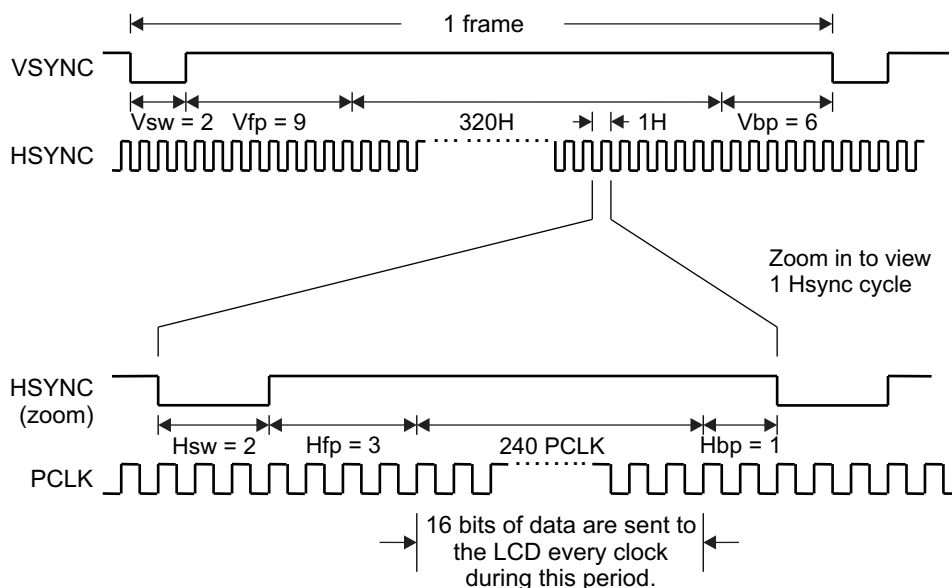 1 frame
VSYNC
Vsw = 2 Vfp = 9 320H 1H Vbp = 6
HSYNC
Zoom in to view
1 Hsync cycle
HSYNC
(zoom)
Hsw = 2 Hfp = 3 240 PCLK Hbp = 1
PCLK
16 bits of data are sent to
the LCD every clock
during this period.